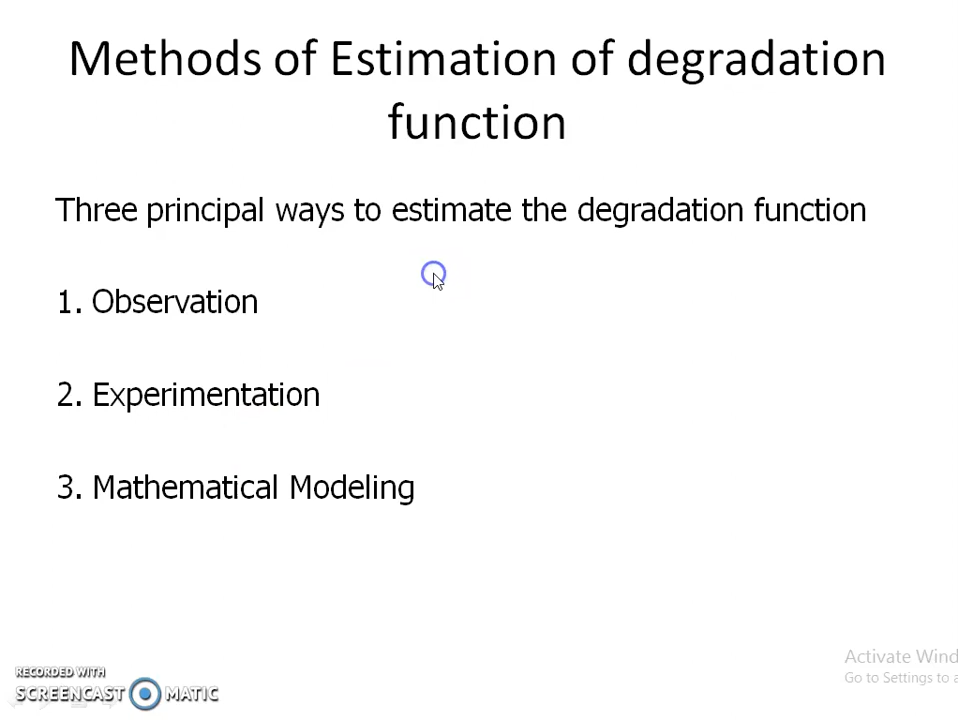 Methods of Estimation of degradation
function
Three principal ways to estimate the degradation function
1. Observation
2. Experimentation
3. Mathematical Modeling
Activate Wind
Go to Settings to a
RECORDED WITH
SCREENCAST MATIC